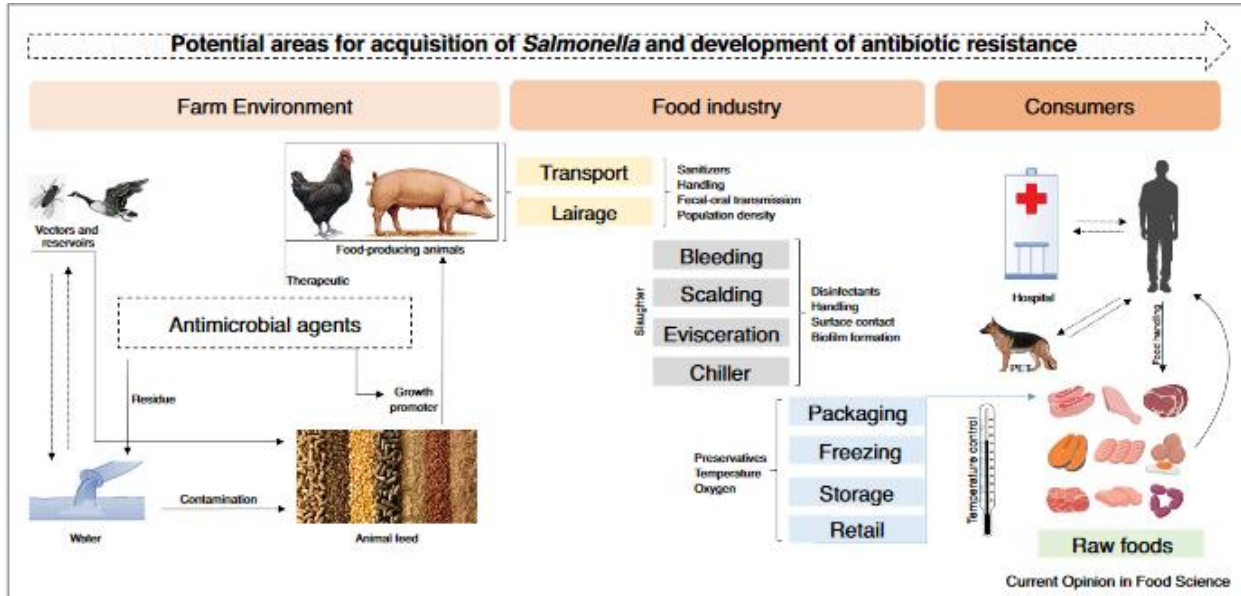 Potential areas for acquisition of Salmonella and development of antibiotic resistance
Farm Environment
Food industry
Consumers
Vectors and
reservoirs
Food-producing animals
Therapeutic
Antimicrobial agents
Residue
Growth
promoter
Contamination
Water
Animal feed
Transport
Lairage
Sanitizers
Handling
Fecal-oral transmission
Population density
Slaughter
Bleeding
Scalding
Evisceration
Chiller
Disinfectants
Handling
Surface contact
Biofilm formation
Preservatives
Temperature
Oxygen
Packaging
Freezing
Storage
Retail
Temperature control
Hospital
PET
Food handling
Raw foods
Current Opinion in Food Science